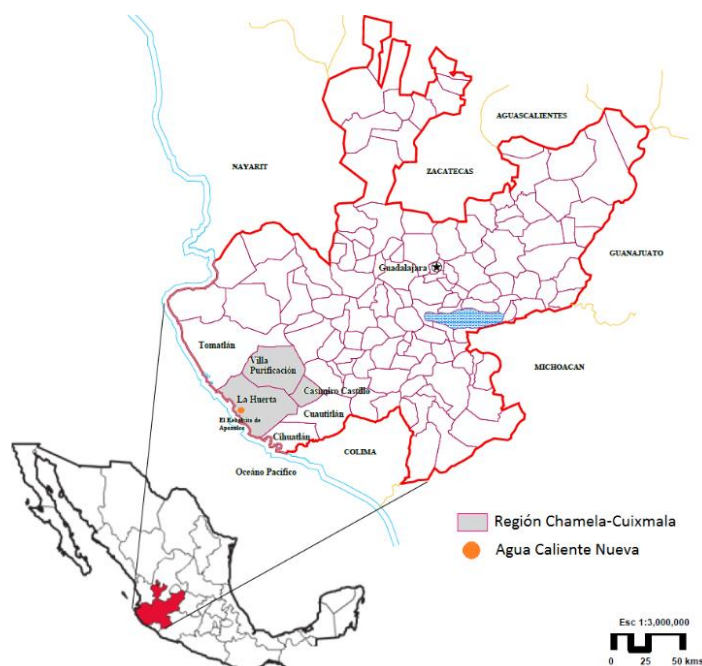 AGUASCALIENTES
NAYARIT
ZACATECAS
GUANAJUATO
Guadalajara
Tomatlán
MICHOACAN
Villa
Purificación
La Huerta
Casimiro Castillo
Cuautitlán
El Rebalsito de
Apazulco
Cihuatlán
COLIMA
Oceáno Pacífico
Región Chamela-Cuixmala
Agua Caliente Nueva
Esc 1:3,000,000
0 25 50 kms